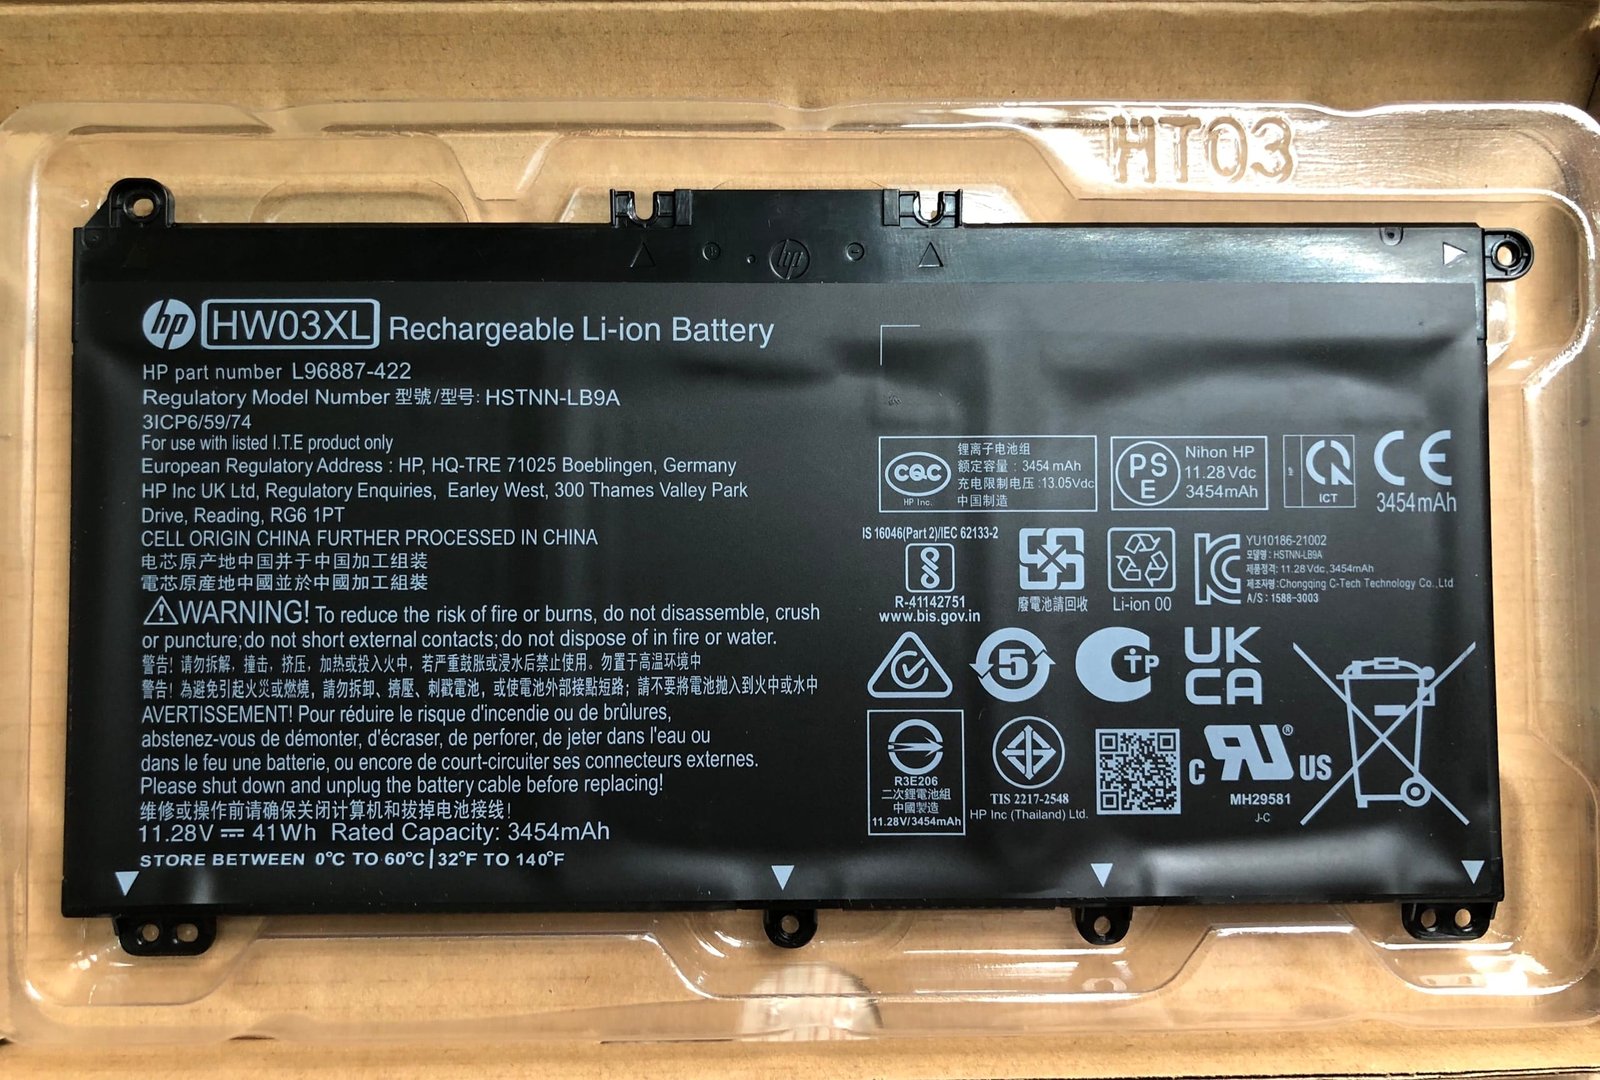 HT03
hp
hp HW03XL Rechargeable Li-ion Battery
HP part number L96887-422
Regulatory Model Number 型號/型号: HSTNN-LB9A
3ICP6/59/74
For use with listed I.T.E product only
European Regulatory Address : HP, HQ-TRE 71025 Boeblingen, Germany
HP Inc UK Ltd, Regulatory Enquiries, Earley West, 300 Thames Valley Park
Drive, Reading, RG6 1PT
CELL ORIGIN CHINA FURTHER PROCESSED IN CHINA
电芯原产地中国并于中国加工组装
電芯原產地中國並於中國加工組裝
WARNING! To reduce the risk of fire or burns, do not disassemble, crush
or puncture; do not short external contacts; do not dispose of in fire or water.
警告! 请勿拆解, 撞击, 挤压, 加热或投入火中, 若严重鼓胀或浸水后禁止使用。勿置于高温环境中
警告! 為避免引起火災或燃燒, 請勿拆卸、擠壓、刺戳電池, 或使電池外部接點短路; 請不要將電池拋入到火中或水中
AVERTISSEMENT! Pour réduire le risque d'incendie ou de brûlures,
abstenez-vous de démonter, d'écraser, de perforer, de jeter dans l'eau ou
dans le feu une batterie, ou encore de court-circuiter ses connecteurs externes.
Please shut down and unplug the battery cable before replacing!
维修或操作前请确保关闭计算机和拔掉电池接线!
11.28V ⎓ 41Wh Rated Capacity: 3454mAh
STORE BETWEEN 0°C TO 60°C | 32°F TO 140°F
CQC
HP Inc.
锂离子电池组
额定容量 : 3454 mAh
充电限制电压 : 13.05Vdc
中国制造
PS
E
Nihon HP
11.28 Vdc
3454mAh
HP
ICT
CE
3454mAh
IS 16046(Part 2)/IEC 62133-2
R-41142751
www.bis.gov.in
廢電池請回收
Li-ion 00
YU10186-21002
모델명 : HSTNN-LB9A
제품정격: 11.28 Vdc, 3454mAh
제조자명 :Chongqing C-Tech Technology Co.,Ltd
A/S : 1588-3003
5
TP
UK
CA
R3E206
二次鋰電池組
中國製造
11.28V/3454mAh
TIS 2217-2548
HP Inc (Thailand) Ltd.
c RU® US
MH29581
J-C